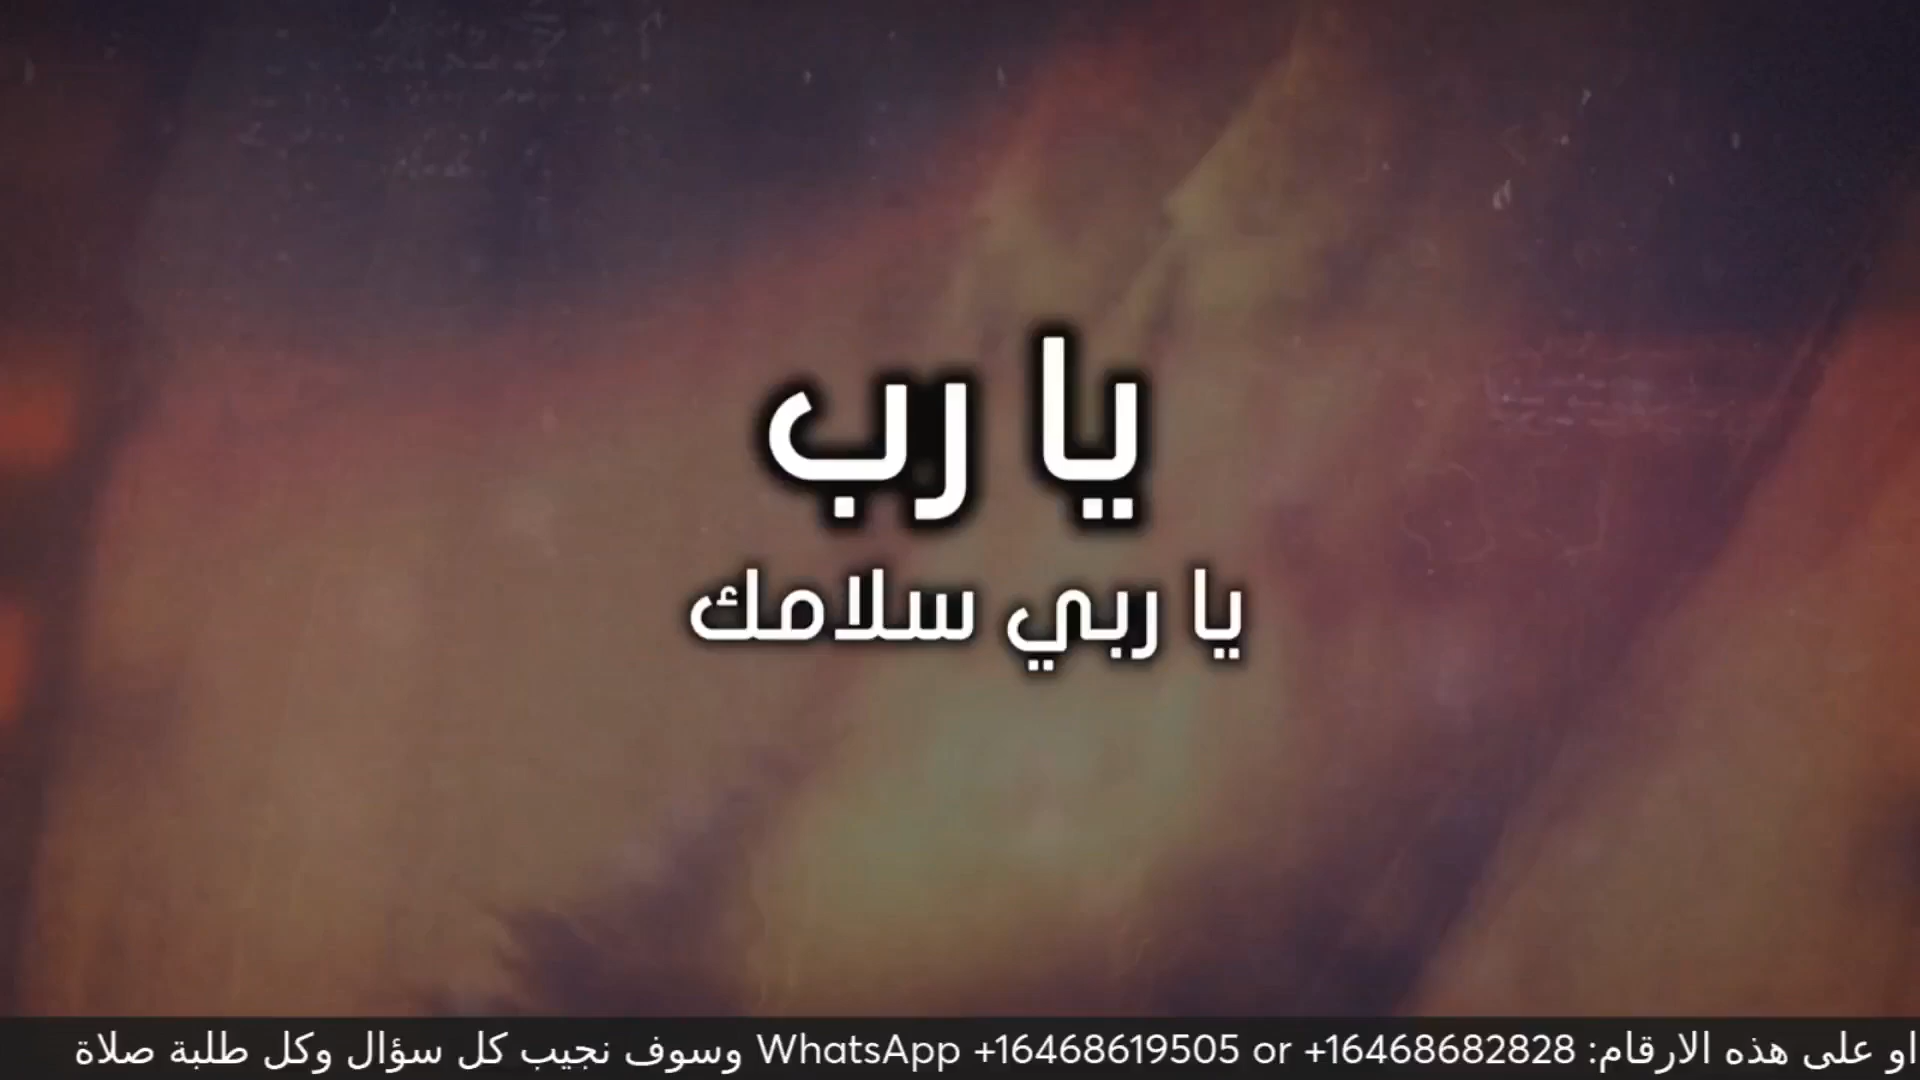 يا رب
يا ربي سلامك
او على هذه الارقام: WhatsApp +16468619505 or +16468682828 وسوف نجيب كل سؤال وكل طلبة صلاة